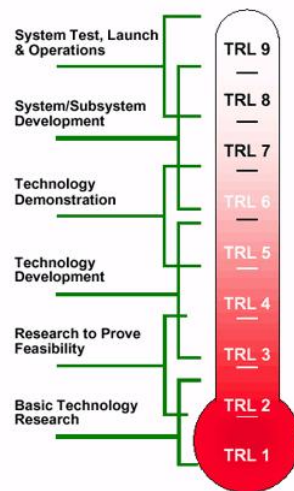 System Test, Launch
& Operations
System/Subsystem
Development
Technology
Demonstration
Technology
Development
Research to Prove
Feasibility
Basic Technology
Research
TRL 9
TRL 8
TRL 7
TRL 6
TRL 5
TRL 4
TRL 3
TRL 2
TRL 1